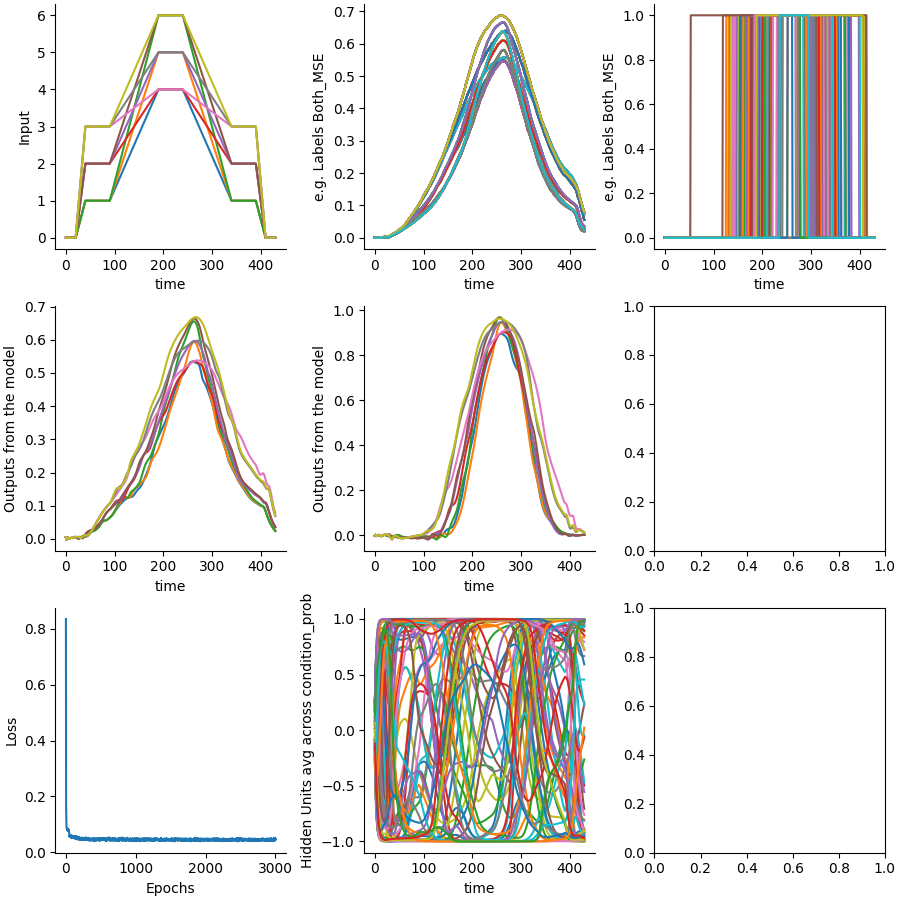 Input
6
5
4
3
2
1
0
0 100 200 300 400
time
e.g. Labels Both_MSE
0.7
0.6
0.5
0.4
0.3
0.2
0.1
0.0
0 100 200 300 400
time
e.g. Labels Both_MSE
1.0
0.8
0.6
0.4
0.2
0.0
0 100 200 300 400
time
Outputs from the model
0.7
0.6
0.5
0.4
0.3
0.2
0.1
0.0
0 100 200 300 400
time
Outputs from the model
1.0
0.8
0.6
0.4
0.2
0.0
0 100 200 300 400
time
1.0
0.8
0.6
0.4
0.2
0.0
0.0 0.2 0.4 0.6 0.8 1.0
Loss
0.8
0.6
0.4
0.2
0.0
0 1000 2000 3000
Epochs
Hidden Units avg across condition_prob
1.0
0.5
0.0
−0.5
−1.0
0 100 200 300 400
time
1.0
0.8
0.6
0.4
0.2
0.0
0.0 0.2 0.4 0.6 0.8 1.0